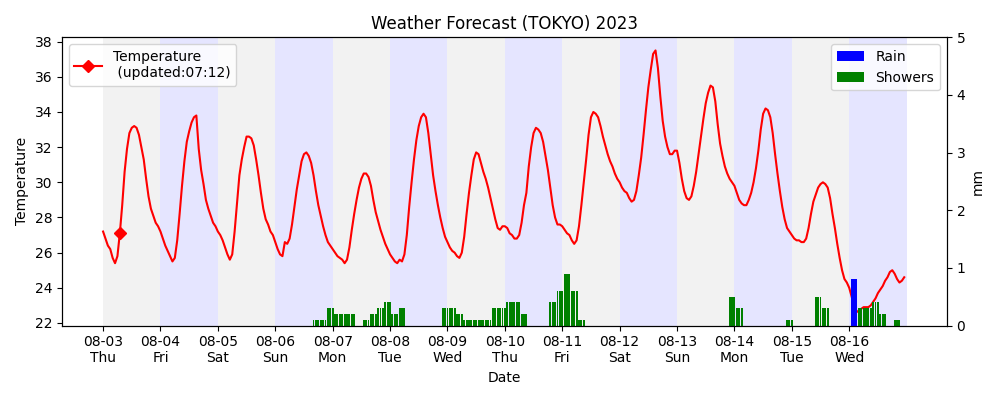 Weather Forecast (TOKYO) 2023
Temperature
(updated:07:12)
Rain
Showers
Temperature
38
36
34
32
30
28
26
24
22
5
4
3
2
1
0
mm
08-03 08-04 08-05 08-06 08-07 08-08 08-09 08-10 08-11 08-12 08-13 08-14 08-15 08-16
Thu Fri Sat Sun Mon Tue Wed Thu Fri Sat Sun Mon Tue Wed
Date